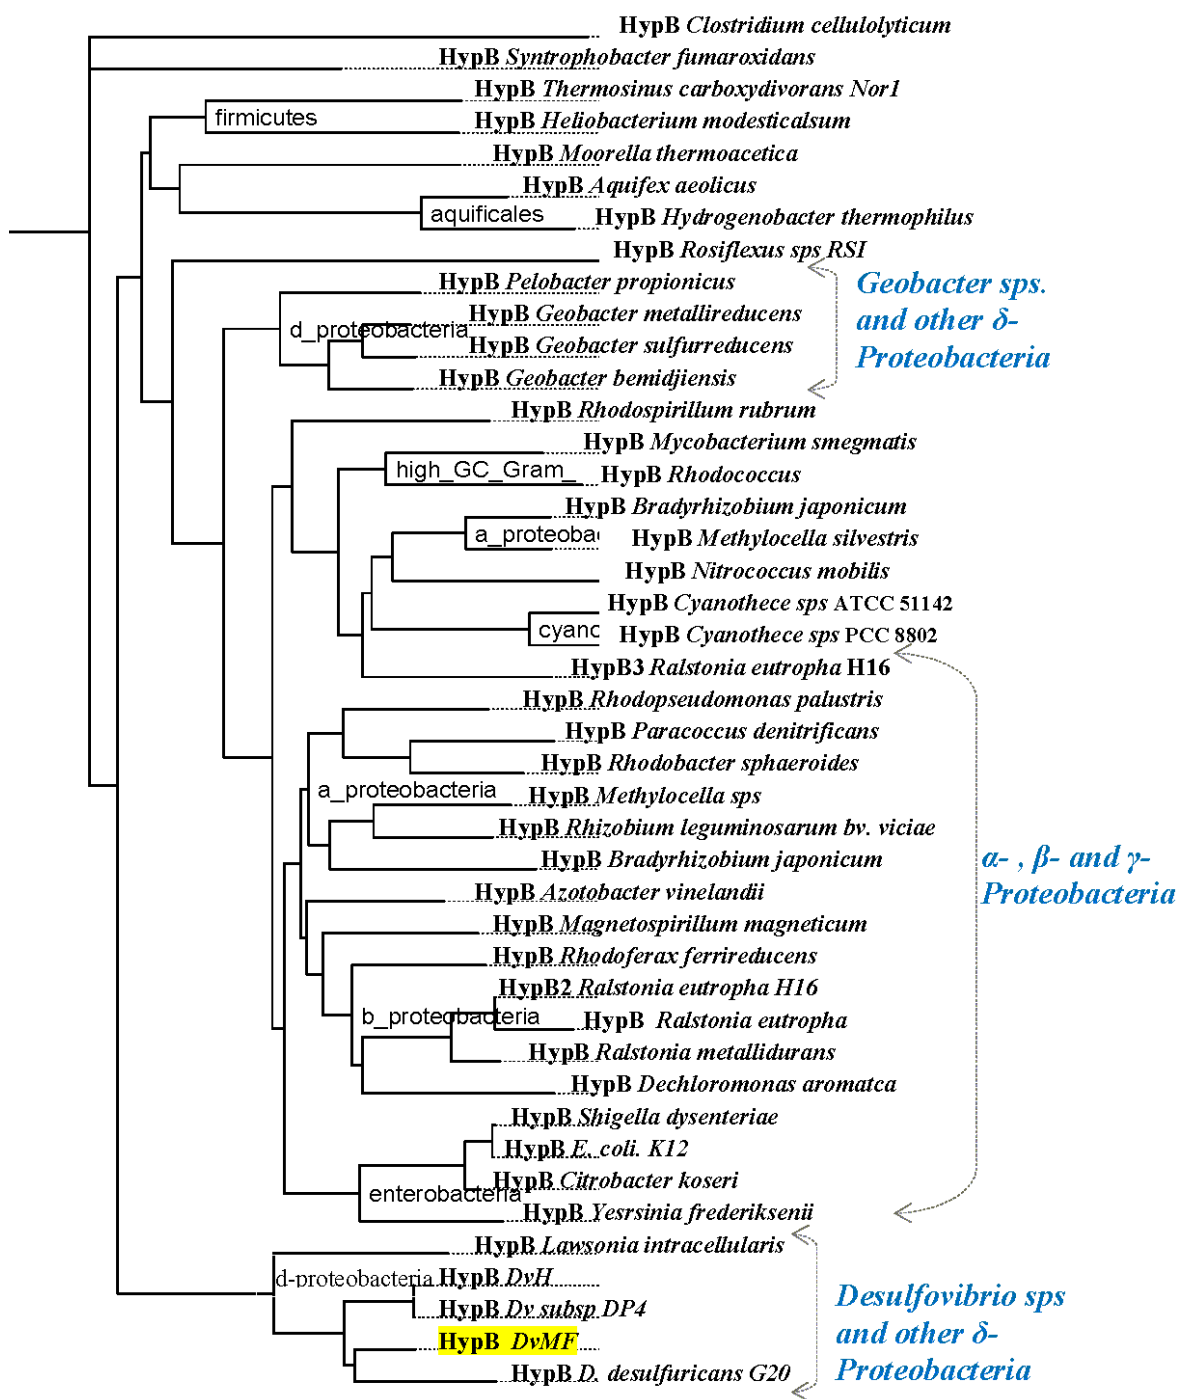 HypB Clostridium cellulolyticum
HypB Syntrophobacter fumaroxidans
HypB Thermosinus carboxydivorans Nor1
firmicutes
HypB Heliobacterium modesticalsum
HypB Moorella thermoacetica
HypB Aquifex aeolicus
aquificales
HypB Hydrogenobacter thermophilus
HypB Rosiflexus sps RSI
HypB Pelobacter propionicus
Geobacter sps.
and other δ-
Proteobacteria
HypB Geobacter metallireducens
d_proteobacteria
HypB Geobacter sulfurreducens
HypB Geobacter bemidjiensis
HypB Rhodospirillum rubrum
HypB Mycobacterium smegmatis
high_GC_Gram_
HypB Rhodococcus
HypB Bradyrhizobium japonicum
a_proteobac
HypB Methylocella silvestris
HypB Nitrococcus mobilis
HypB Cyanothece sps ATCC 51142
cyano
HypB Cyanothece sps PCC 8802
HypB3 Ralstonia eutropha H16
HypB Rhodopseudomonas palustris
HypB Paracoccus denitrificans
HypB Rhodobacter sphaeroides
a_proteobacteria
HypB Methylocella sps
HypB Rhizobium leguminosarum bv. viciae
HypB Bradyrhizobium japonicum
α- , β- and γ-
Proteobacteria
HypB Azotobacter vinelandii
HypB Magnetospirillum magneticum
HypB Rhodoferax ferrireducens
HypB2 Ralstonia eutropha H16
b_proteobacteria
HypB Ralstonia eutropha
HypB Ralstonia metallidurans
HypB Dechloromonas aromatca
HypB Shigella dysenteriae
HypB E. coli. K12
HypB Citrobacter koseri
enterobacteria
HypB Yesrsinia frederiksenii
HypB Lawsonia intracellularis
d-proteobacteria
HypB DvH
HypB Dv subsp DP4
HypB DvMF
HypB D. desulfuricans G20
Desulfovibrio sps
and other δ-
Proteobacteria